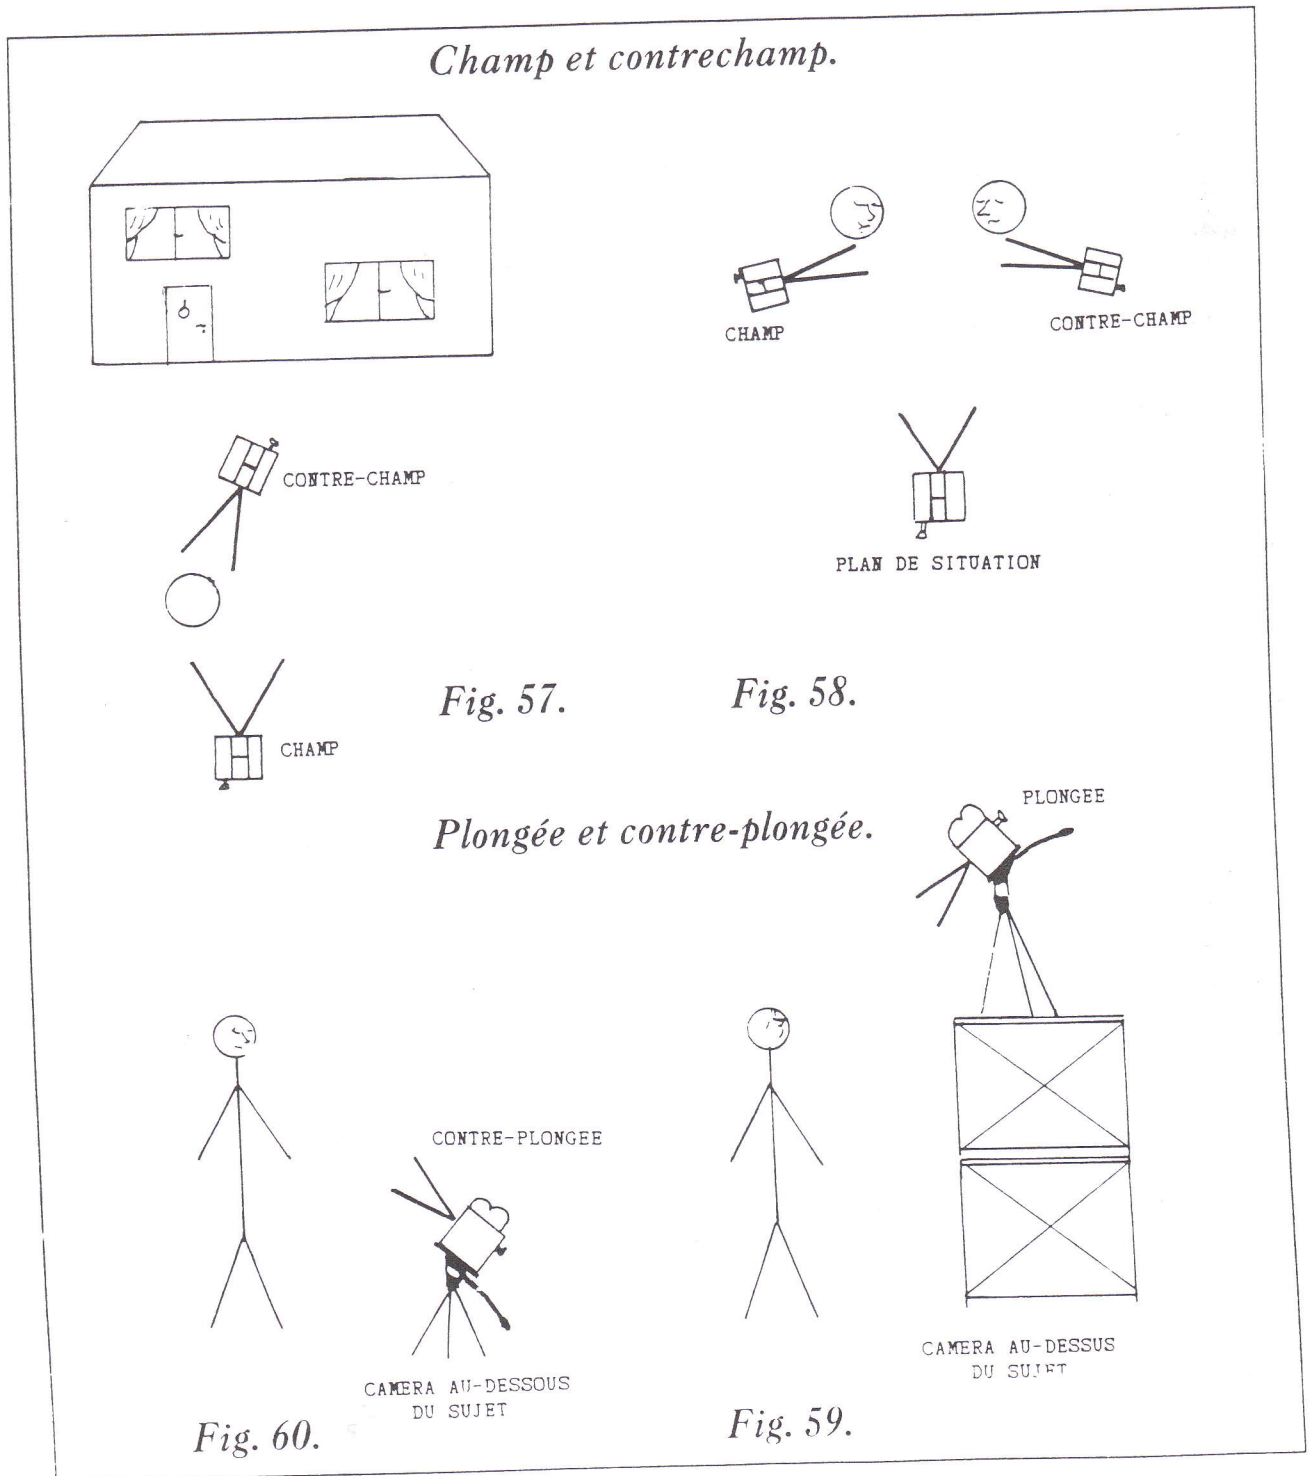 Champ et contrechamp.
CHAMP
CONTRE-CHAMP
CONTRE-CHAMP
PLAN DE SITUATION
Fig. 57.
Fig. 58.
CHAMP
PLONGEE
Plongée et contre-plongée.
CONTRE-PLONGEE
CAMERA AU-DESSUS
DU SUJET
CAMERA AU-DESSOUS
DU SUJET
Fig. 60.
Fig. 59.